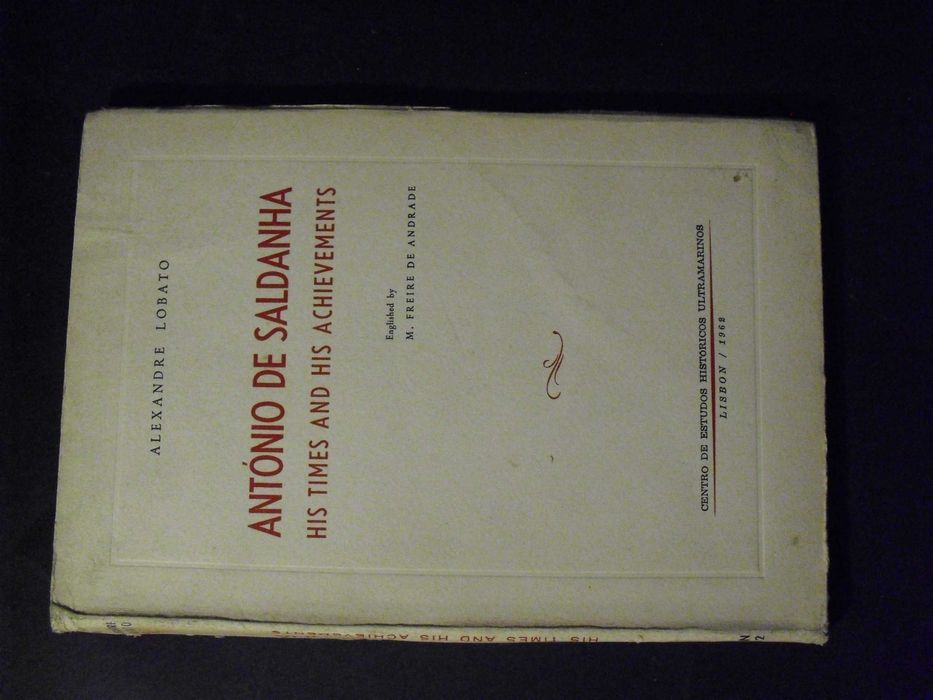 ALEXANDRE LOBATO
ANTÓNIO DE SALDANHA
HIS TIMES AND HIS ACHIEVEMENTS
Englished by
M. FREIRE DE ANDRADE
CENTRO DE ESTUDOS HISTÓRICOS ULTRAMARINOS
LISBON / 1962
HIS TIMES AND HIS ACHIEVEMENTS